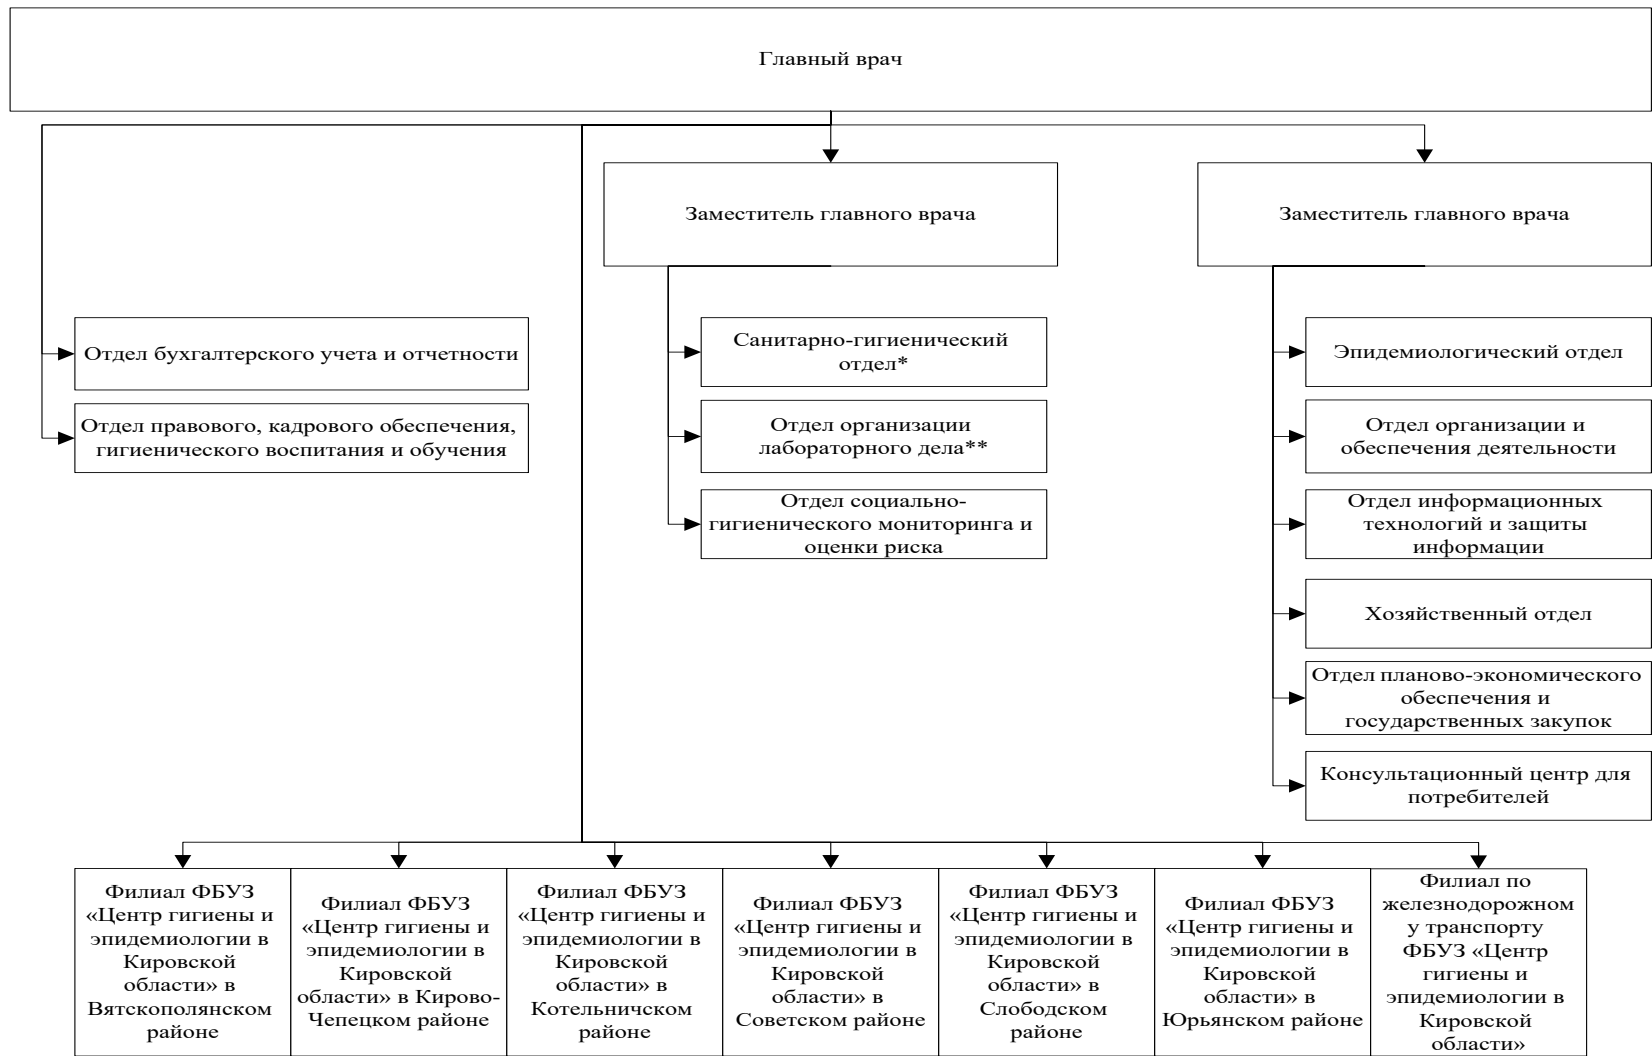 Главный врач
Заместитель главного врача
Заместитель главного врача
Отдел бухгалтерского учета и отчетности
Отдел правового, кадрового обеспечения,
гигиенического воспитания и обучения
Санитарно-гигиенический
отдел*
Отдел организации
лабораторного дела**
Отдел социально-
гигиенического мониторинга и
оценки риска
Эпидемиологический отдел
Отдел организации и
обеспечения деятельности
Отдел информационных
технологий и защиты
информации
Хозяйственный отдел
Отдел планово-экономического
обеспечения и
государственных закупок
Консультационный центр для
потребителей
Филиал ФБУЗ
«Центр гигиены и
эпидемиологии в
Кировской
области» в
Вятскополянском
районе
Филиал ФБУЗ
«Центр гигиены и
эпидемиологии в
Кировской
области» в Кирово-
Чепецком районе
Филиал ФБУЗ
«Центр гигиены и
эпидемиологии в
Кировской
области» в
Котельничском
районе
Филиал ФБУЗ
«Центр гигиены и
эпидемиологии в
Кировской
области» в
Советском районе
Филиал ФБУЗ
«Центр гигиены и
эпидемиологии в
Кировской
области» в
Слободском
районе
Филиал ФБУЗ
«Центр гигиены и
эпидемиологии в
Кировской
области» в
Юрьянском районе
Филиал по
железнодорожном
у транспорту
ФБУЗ «Центр
гигиены и
эпидемиологии в
Кировской
области»